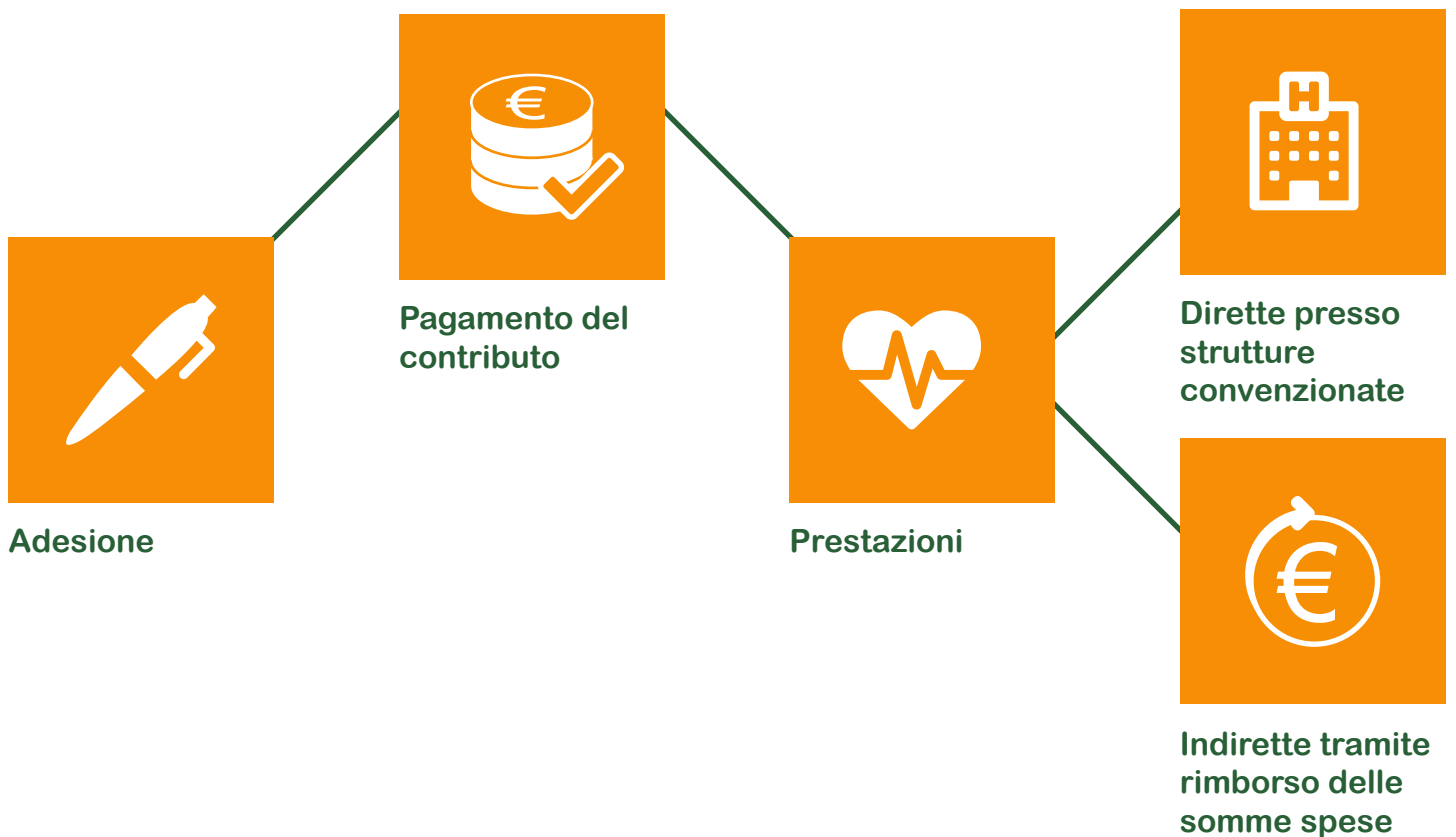 €
Pagamento del
contributo
Adesione
Prestazioni
H
Dirette presso
strutture
convenzionate
€
Indirette tramite
rimborso delle
somme spese